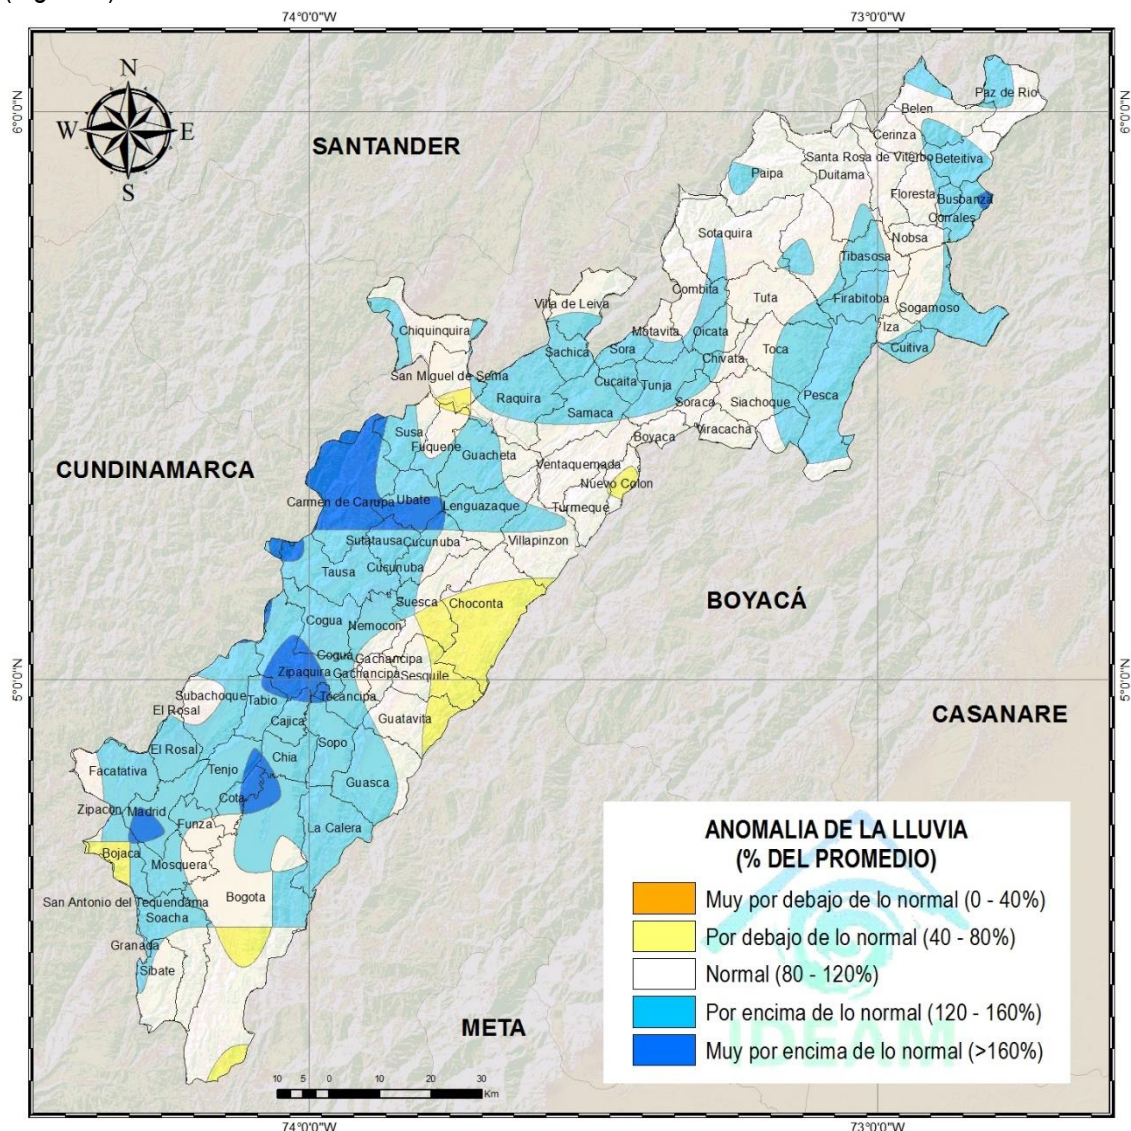 74°0'0"W 73°0'0"W
N
W E
S
6°0'0"N 6°0'0"N
SANTANDER
Paz de Rio
Belen
Cerinza
Santa Rosa de Viterbo
Beteitiva
Paipa
Duitama
Floresta
Busbanza
Corrales
Sotaquira
Nobsa
Tibasosa
Combita
Tuta
Firabitoba
Villa de Leiva
Sogamoso
Chiquinquira
Motavita
Oicata
Iza
Sachica
Sora
Chivata
Toca
Cuitiva
San Miguel de Sema
Cucaita
Tunja
Raquira
Samaca
Soraca
Siachoque
Pesca
Susa
Boyaca
Viracacha
Fuquene
Guacheta
CUNDINAMARCA
Ventaquemada
Nuevo Colon
Carmen de Carupa
Ubate
Lenguazaque
Turmeque
Sutatausa
Cucunuba
Villapinzon
Tausa
Cucunuba
Suesca
Choconta
BOYACÁ
Cogua
Nemocon
Cogua
Gachancipa
Zipaquira
Gachancipa
Sesquile
5°0'0"N 5°0'0"N
Subachoque
Tabio
Tocancipa
El Rosal
Cajica
Guatavita
CASANARE
El Rosal
Sopo
Chia
Facatativa
Tenjo
Guasca
Cota
Zipacon
Madrid
Funza
La Calera
Bojaca
Mosquera
San Antonio del Tequendama
Bogota
Soacha
Granada
Sibate
META
ANOMALIA DE LA LLUVIA
(% DEL PROMEDIO)
Muy por debajo de lo normal (0 - 40%)
Por debajo de lo normal (40 - 80%)
Normal (80 - 120%)
Por encima de lo normal (120 - 160%)
Muy por encima de lo normal (>160%)
IDEAM
10 5 0 10 20 30
Km
74°0'0"W 73°0'0"W